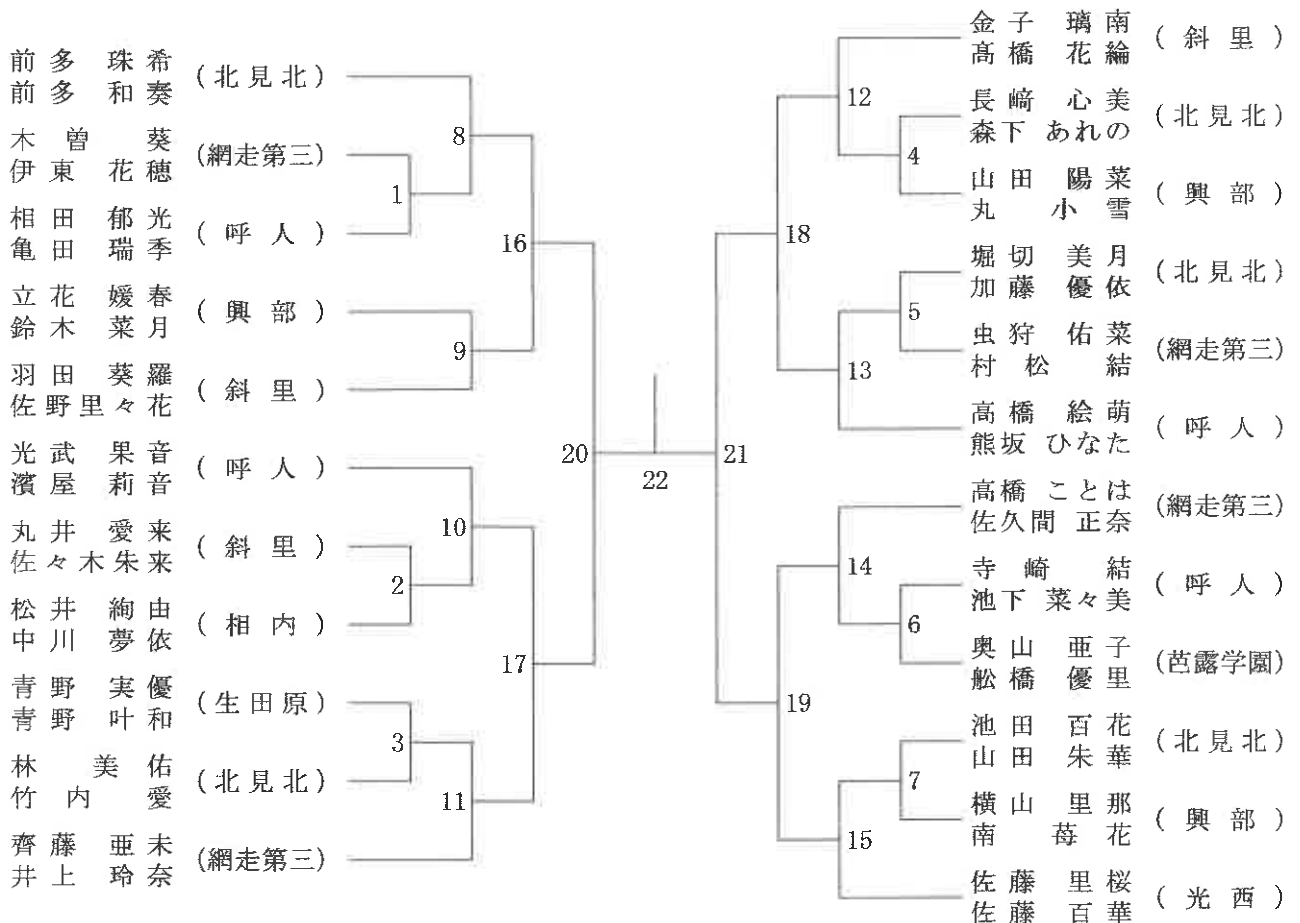 前多 珠希
前多 和奏
(北見北)
木曽 葵
伊東 花穂
(網走第三)
相田 郁光
亀田 瑞季
(呼人)
立花 媛春
鈴木 菜月
(興部)
羽田 葵羅
佐野里々花
(斜里)
光武 果音
濱屋 莉音
(呼人)
丸井 愛来
佐々木朱来
(斜里)
松井 絢由
中川 夢依
(相内)
青野 実優
青野 叶和
(生田原)
林 美佑
竹内 愛
(北見北)
齊藤 亜未
井上 玲奈
(網走第三)
1
2
3
8
9
10
11
16
17
20
22
21
18
19
12
13
14
15
4
5
6
7
金子 璃南
髙橋 花綸
(斜里)
長﨑 心美
森下 あれの
(北見北)
山田 陽菜
丸 小雪
(興部)
堀切 美月
加藤 優依
(北見北)
虫狩 佑菜
村松 結
(網走第三)
高橋 絵萌
熊坂 ひなた
(呼人)
高橋 ことは
佐久間 正奈
(網走第三)
寺崎 結
池下 菜々美
(呼人)
奥山 亜子
舩橋 優里
(芭露学園)
池田 百花
山田 朱華
(北見北)
横山 里那
南 苺花
(興部)
佐藤 里桜
佐藤 百華
(光西)